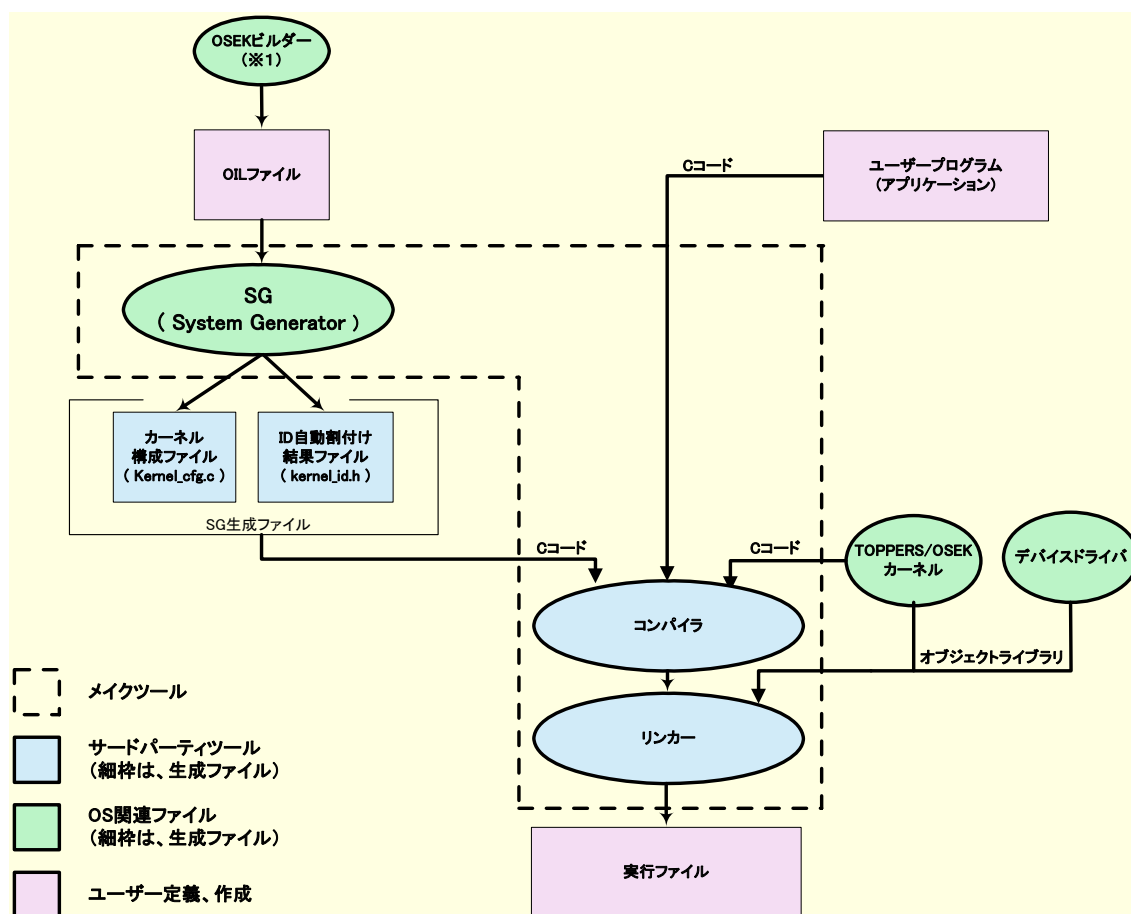 OSEKビルダー
(※1)
OILファイル
Cコード
ユーザープログラム
(アプリケーション)
SG
( System Generator )
カーネル
構成ファイル
( Kernel_cfg.c )
ID自動割付け
結果ファイル
( kernel_id.h )
SG生成ファイル
Cコード
Cコード
TOPPERS/OSEK
カーネル
デバイスドライバ
コンパイラ
オブジェクトライブラリ
リンカー
実行ファイル
メイクツール
サードパーティツール
(細枠は、生成ファイル)
OS関連ファイル
(細枠は、生成ファイル)
ユーザー定義、作成